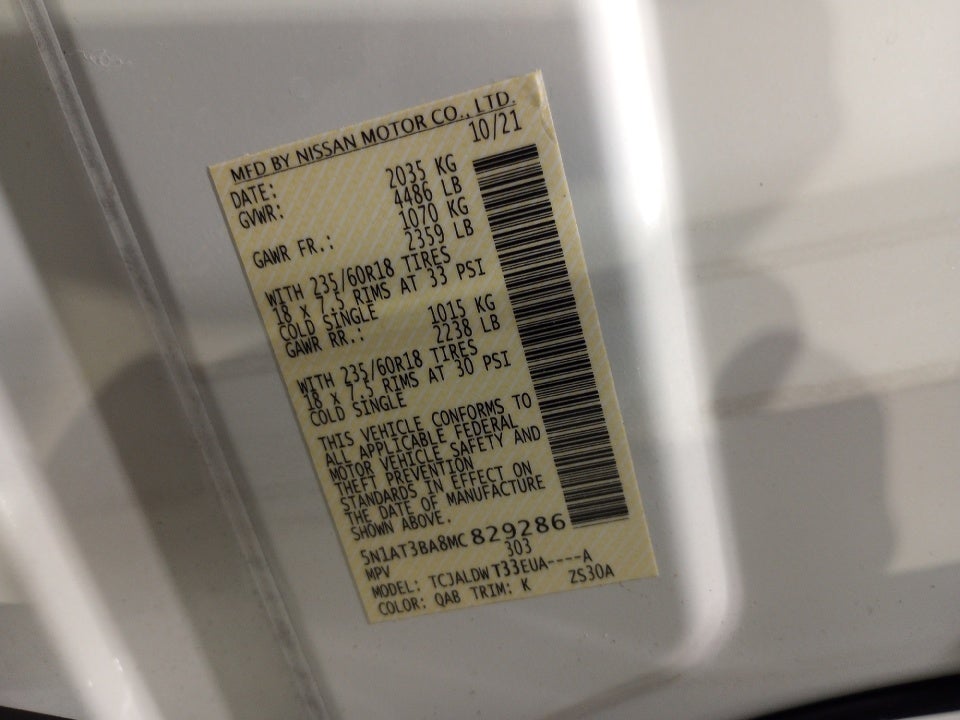 MFD BY NISSAN MOTOR CO., LTD.
DATE: 10/21
GVWR: 2035 KG
4486 LB
GAWR FR.: 1070 KG
2359 LB
WITH 235/60R18 TIRES
18 X 7.5 RIMS AT 33 PSI
COLD SINGLE
GAWR RR.: 1015 KG
2238 LB
WITH 235/60R18 TIRES
18 X 7.5 RIMS AT 30 PSI
COLD SINGLE
THIS VEHICLE CONFORMS TO
ALL APPLICABLE FEDERAL
MOTOR VEHICLE SAFETY AND
THEFT PREVENTION
STANDARDS IN EFFECT ON
THE DATE OF MANUFACTURE
SHOWN ABOVE.
5N1AT3BA8MC829286
MPV 303
MODEL: TCJALDWT33EUA----A
COLOR: QAB TRIM: K ZS30A